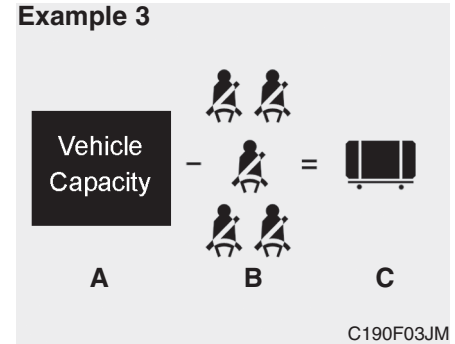 Example 3
Vehicle
Capacity
- =
A B C
C190F03JM